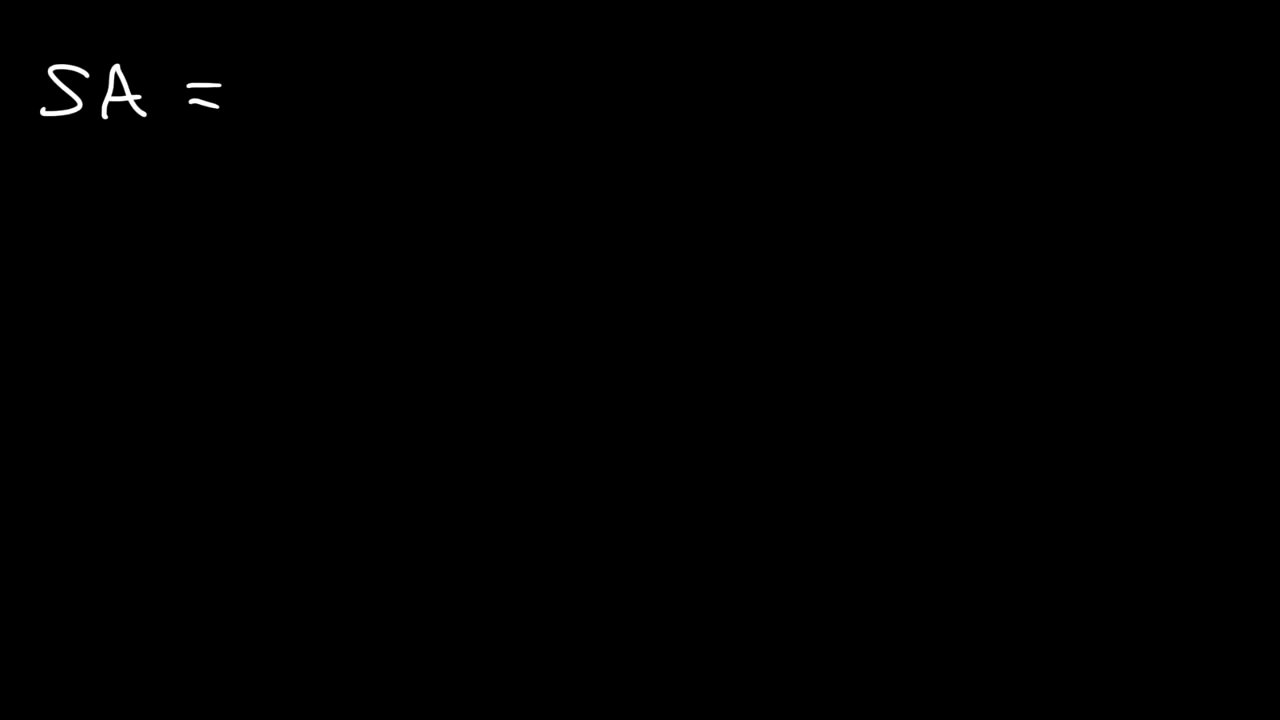 SA =